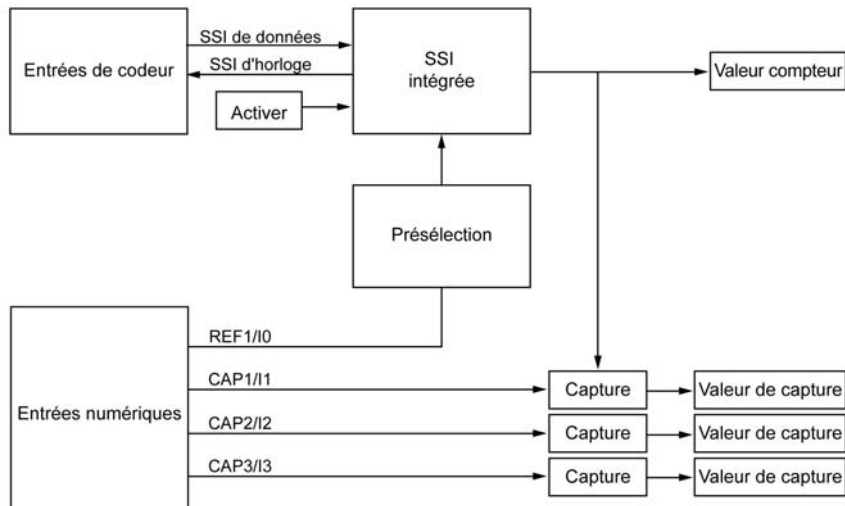 SSI de données
Entrées de codeur
SSI d'horloge
SSI
intégrée
Valeur compteur
Activer
Présélection
REF1/I0
CAP1/I1
Capture
Valeur de capture
Entrées numériques
CAP2/I2
Capture
Valeur de capture
CAP3/I3
Capture
Valeur de capture